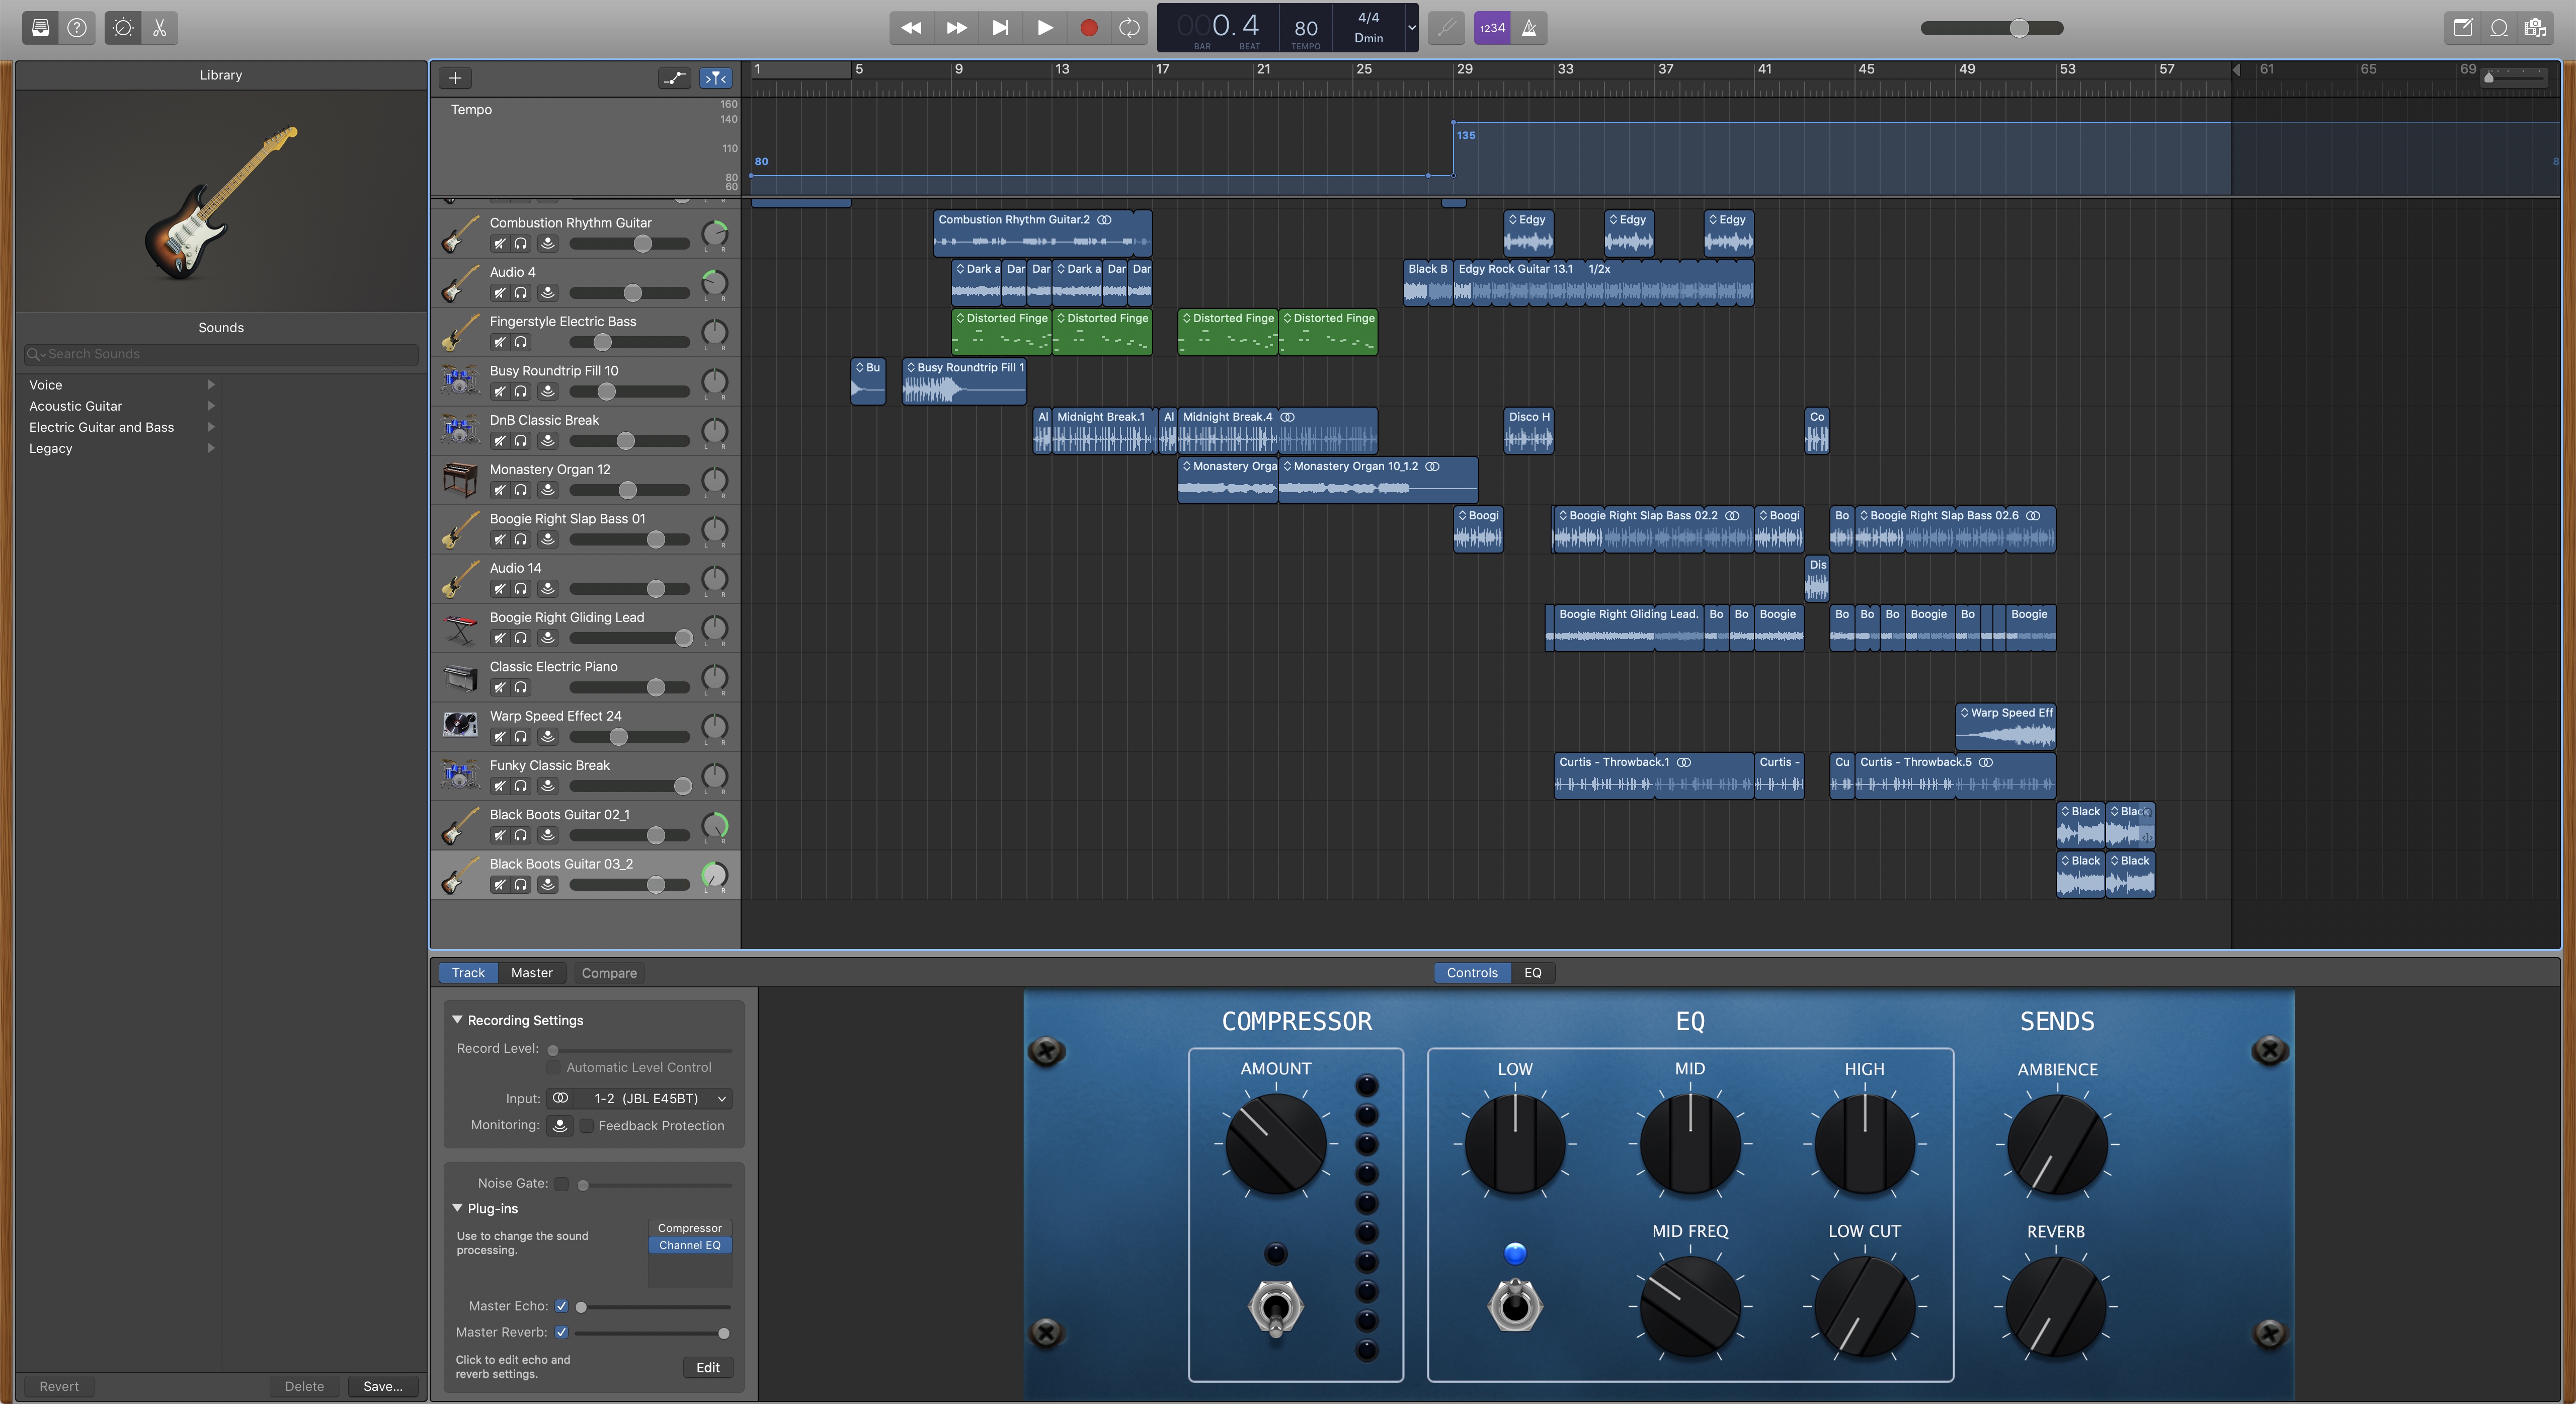 000.4
BAR BEAT
80
TEMPO
4/4
Dmin
1234
Library
1 5 9 13 17 21 25 29 33 37 41 45 49 53 57 61 65 69
Tempo
160
140
110
80
60
80
135
8
Combustion Rhythm Guitar
L R
Combustion Rhythm Guitar.2
Edgy Edgy Edgy
Audio 4
L R
Dark a Dar Dar Dark a Dar Dar
Black B Edgy Rock Guitar 13.1 1/2x
Fingerstyle Electric Bass
L R
Distorted Finge Distorted Finge Distorted Finge Distorted Finge
Busy Roundtrip Fill 10
L R
Bu Busy Roundtrip Fill 1
DnB Classic Break
L R
Al Midnight Break.1 Al Midnight Break.4 Disco H Co
Monastery Organ 12
L R
Monastery Orga Monastery Organ 10_1.2
Boogie Right Slap Bass 01
L R
Boogi Boogie Right Slap Bass 02.2 Boogi Bo Boogie Right Slap Bass 02.6
Audio 14
L R
Dis
Boogie Right Gliding Lead
L R
Boogie Right Gliding Lead. Bo Bo Boogie Bo Bo Bo Boogie Bo Boogie
Classic Electric Piano
L R
Warp Speed Effect 24
L R
Warp Speed Eff
Funky Classic Break
L R
Curtis - Throwback.1 Curtis - Cu Curtis - Throwback.5
Black Boots Guitar 02_1
L R
Black Blac
Black Boots Guitar 03_2
L R
Black Black
Sounds
Search Sounds
Voice
Acoustic Guitar
Electric Guitar and Bass
Legacy
Revert Delete Save...
Track Master Compare
Controls EQ
Recording Settings
Record Level:
Automatic Level Control
Input: 1-2 (JBL E45BT)
Monitoring: Feedback Protection
Noise Gate:
Plug-ins
Use to change the sound
processing.
Compressor
Channel EQ
Master Echo:
Master Reverb:
Click to edit echo and
reverb settings.
Edit
COMPRESSOR EQ SENDS
AMOUNT LOW MID HIGH AMBIENCE
MID FREQ LOW CUT REVERB